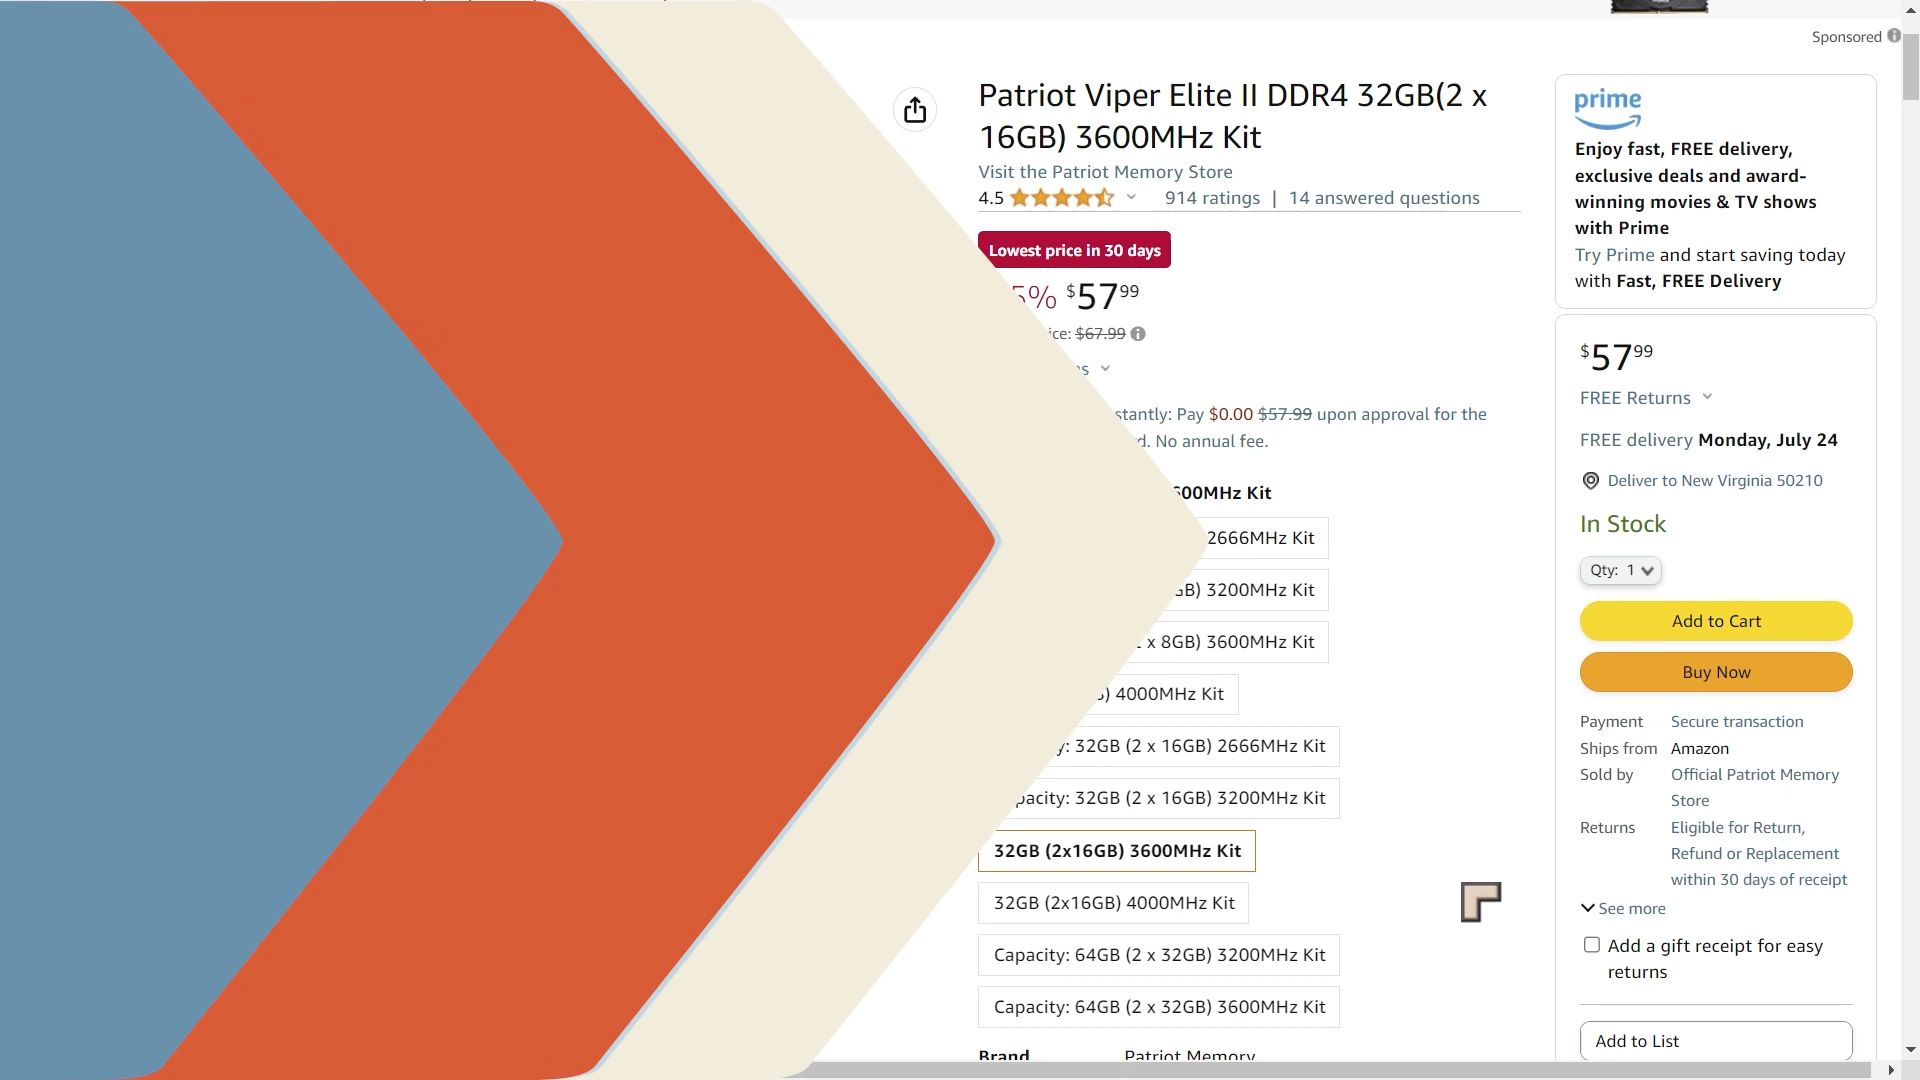 Sponsored
Patriot Viper Elite II DDR4 32GB(2 x
16GB) 3600MHz Kit
Visit the Patriot Memory Store
4.5
914 ratings | 14 answered questions
Lowest price in 30 days
5% $57 99
$67.99
Pay $0.00 $57.99 upon approval for the
No annual fee.
Kit
2666MHz Kit
3200MHz Kit
x 8GB) 3600MHz Kit
4000MHz Kit
32GB (2 x 16GB) 2666MHz Kit
32GB (2 x 16GB) 3200MHz Kit
32GB (2x16GB) 3600MHz Kit
32GB (2x16GB) 4000MHz Kit
Capacity: 64GB (2 x 32GB) 3200MHz Kit
Capacity: 64GB (2 x 32GB) 3600MHz Kit
Brand Patriot Memory
prime
Enjoy fast, FREE delivery,
exclusive deals and award-
winning movies & TV shows
with Prime
Try Prime and start saving today
with Fast, FREE Delivery
$57 99
FREE Returns
FREE delivery Monday, July 24
Deliver to New Virginia 50210
In Stock
Qty: 1
Add to Cart
Buy Now
Payment Secure transaction
Ships from Amazon
Sold by Official Patriot Memory
Store
Returns Eligible for Return,
Refund or Replacement
within 30 days of receipt
See more
Add a gift receipt for easy
returns
Add to List